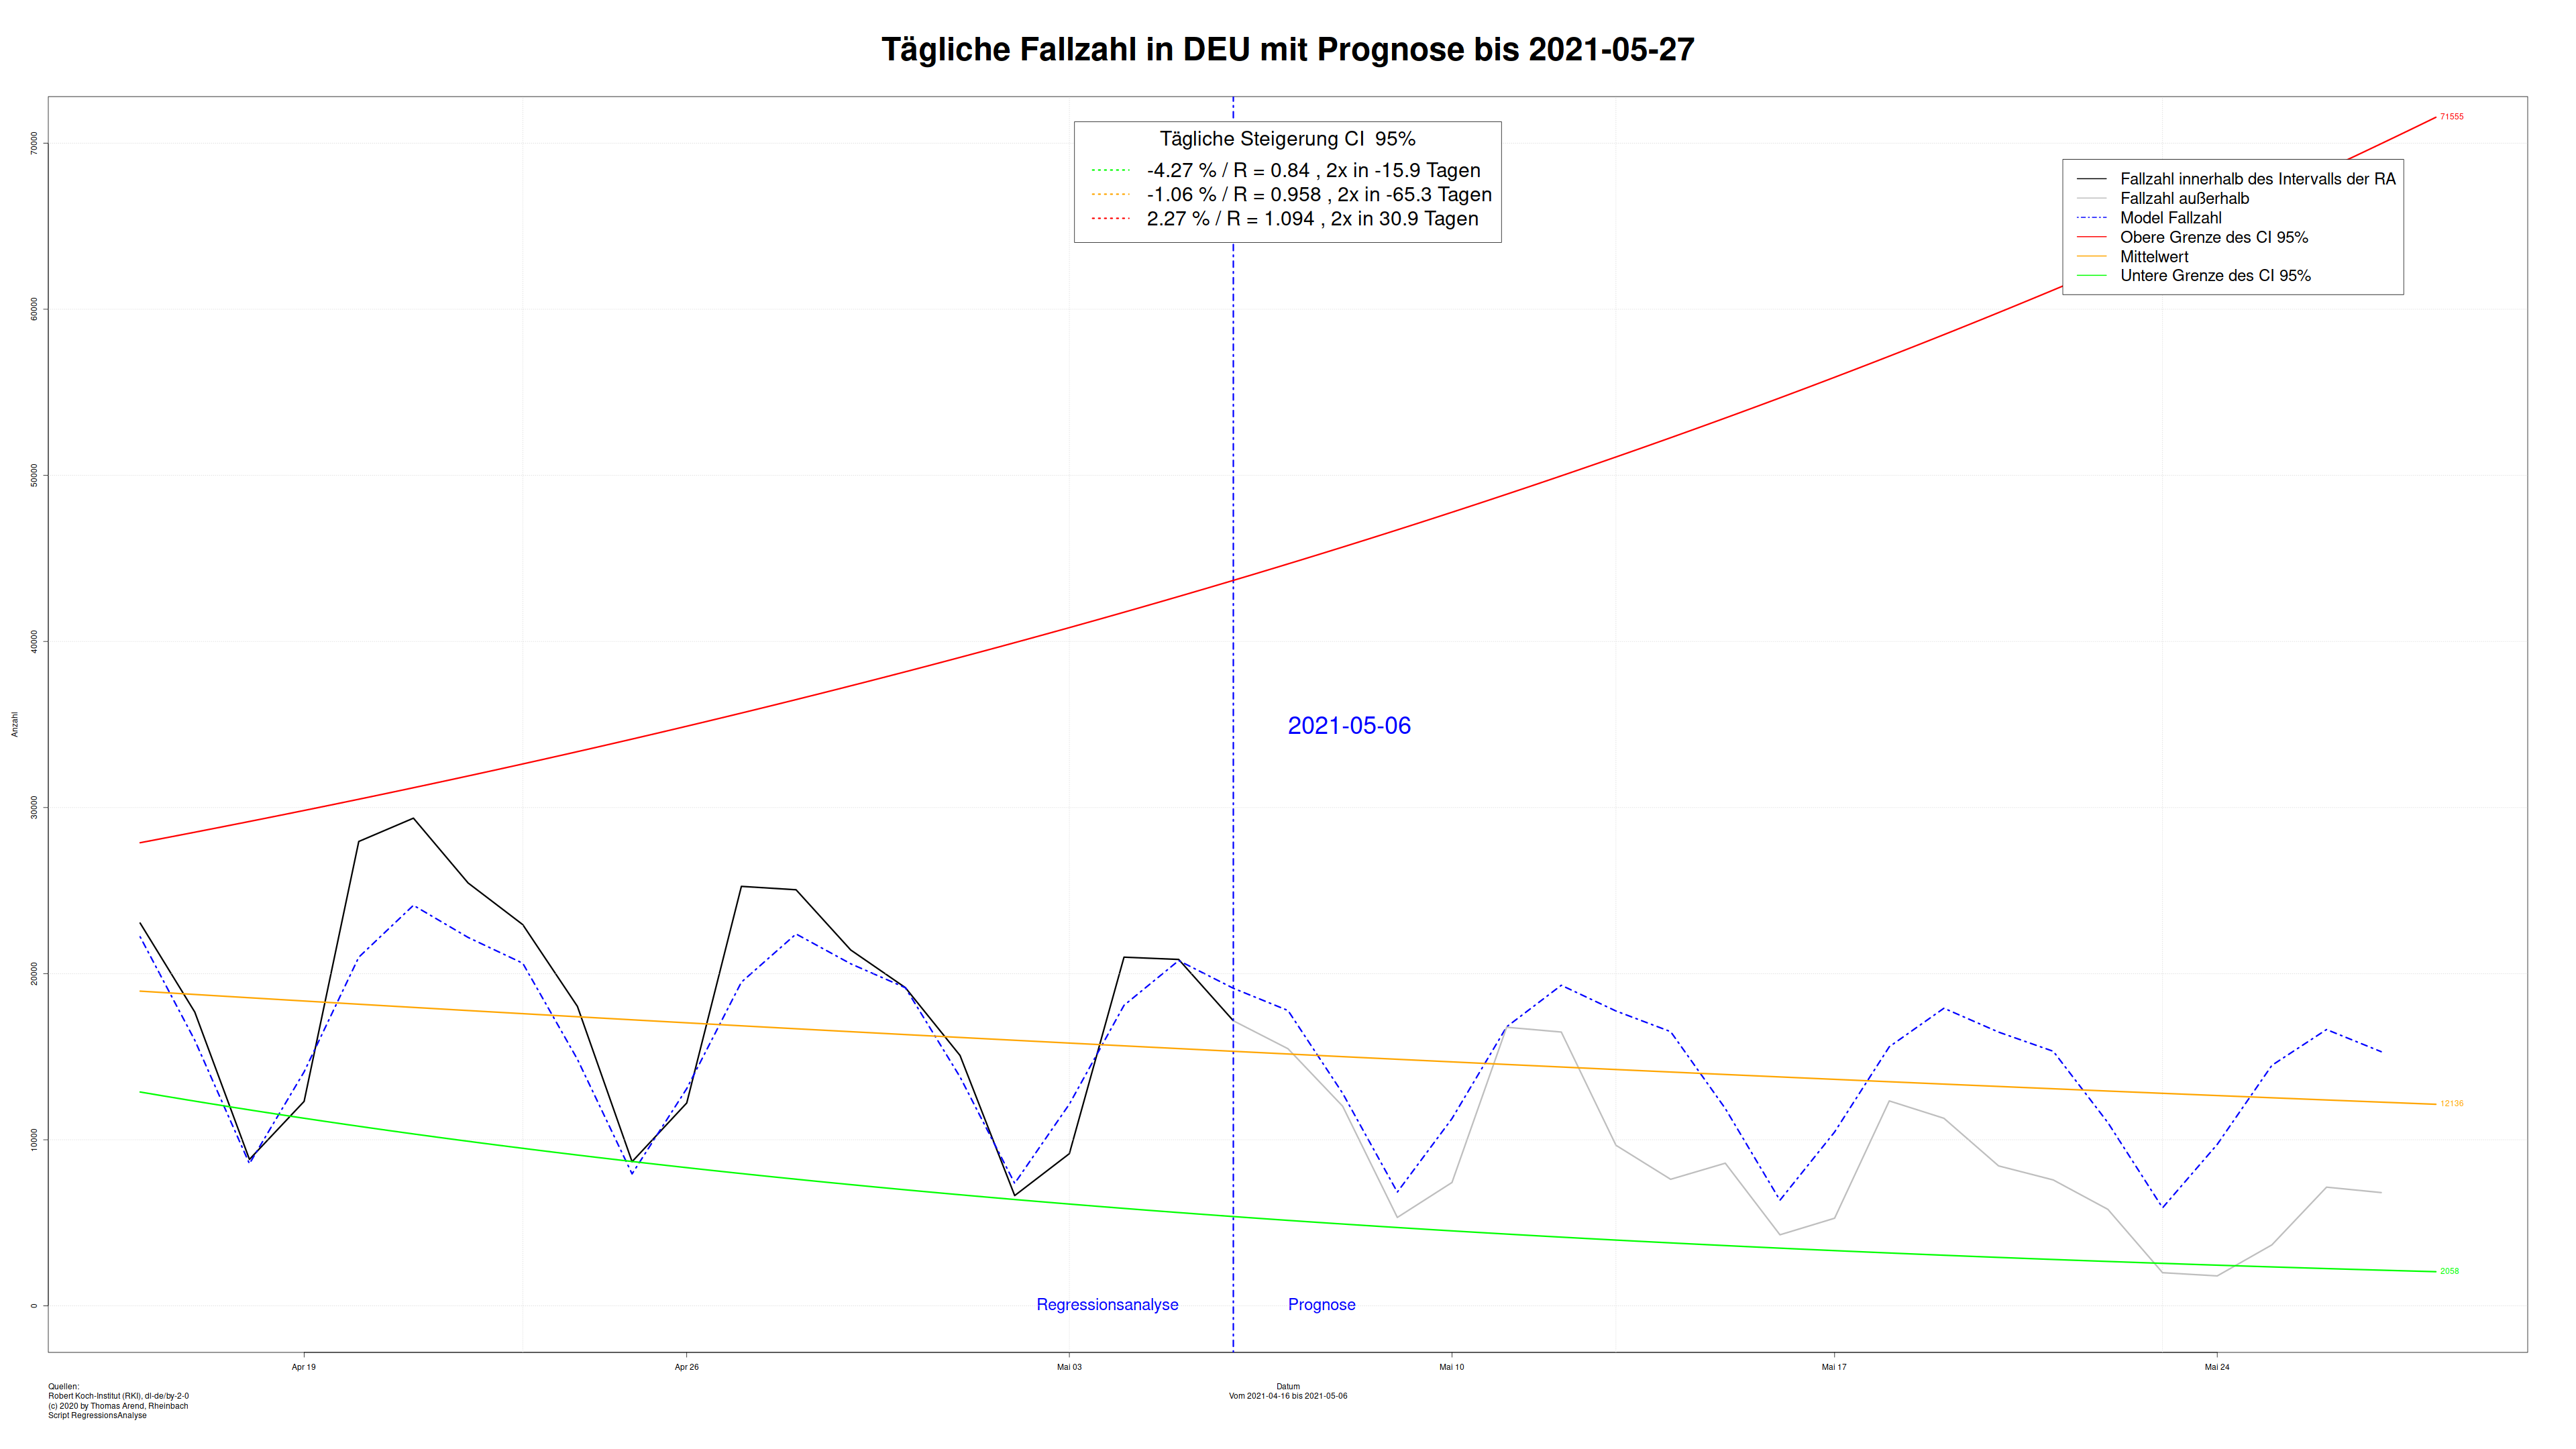 Tägliche Fallzahl in DEU mit Prognose bis 2021-05-27
Tägliche Steigerung CI  95%
-4.27 % / R = 0.84 , 2x in -15.9 Tagen
-1.06 % / R = 0.958 , 2x in -65.3 Tagen
2.27 % / R = 1.094 , 2x in 30.9 Tagen
71555
Fallzahl innerhalb des Intervalls der RA
Fallzahl außerhalb
Model Fallzahl
Obere Grenze des CI 95%
Mittelwert
Untere Grenze des CI 95%
70000
60000
50000
40000
30000
20000
10000
0
Anzahl
2021-05-06
12136
2058
Regressionsanalyse
Prognose
Apr 19
Apr 26
Mai 03
Mai 10
Mai 17
Mai 24
Datum
Vom 2021-04-16 bis 2021-05-06
Quellen:
Robert Koch-Institut (RKI), dl-de/by-2-0
(c) 2020 by Thomas Arend, Rheinbach
Script RegressionsAnalyse